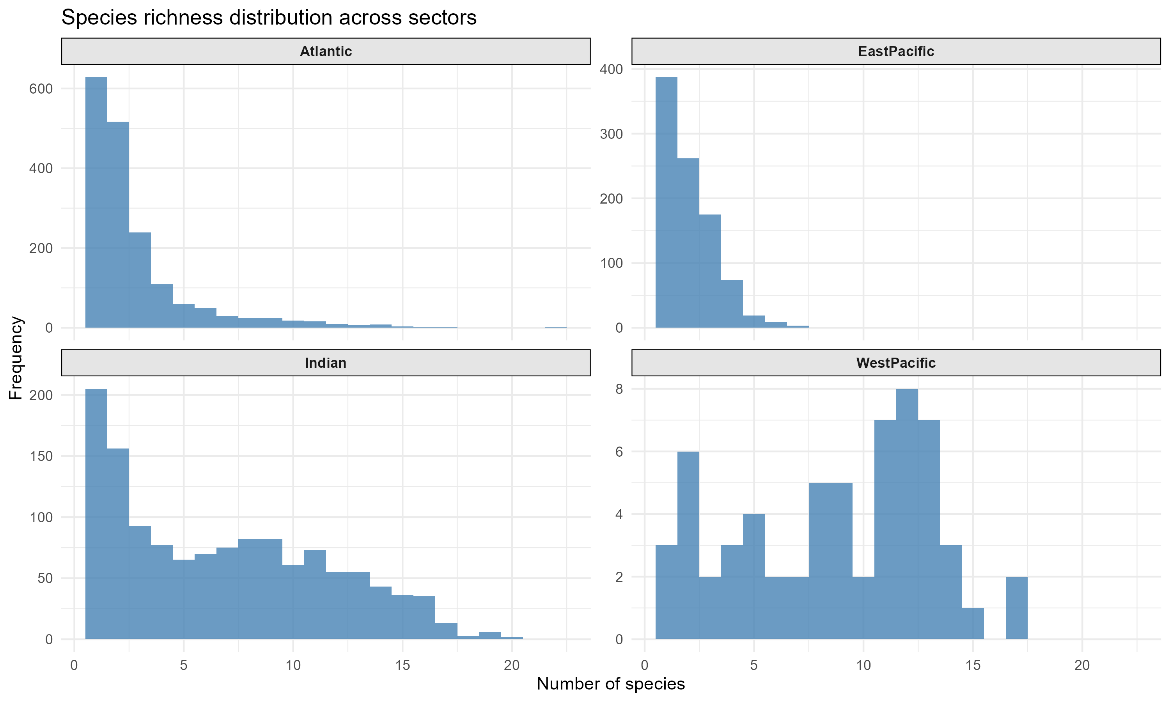 Species richness distribution across sectors
Atlantic
EastPacific
600
400
200
0
400
300
200
100
0
Frequency
Indian
WestPacific
200
150
100
50
0
8
6
4
2
0
0 5 10 15 20
0 5 10 15 20
Number of species